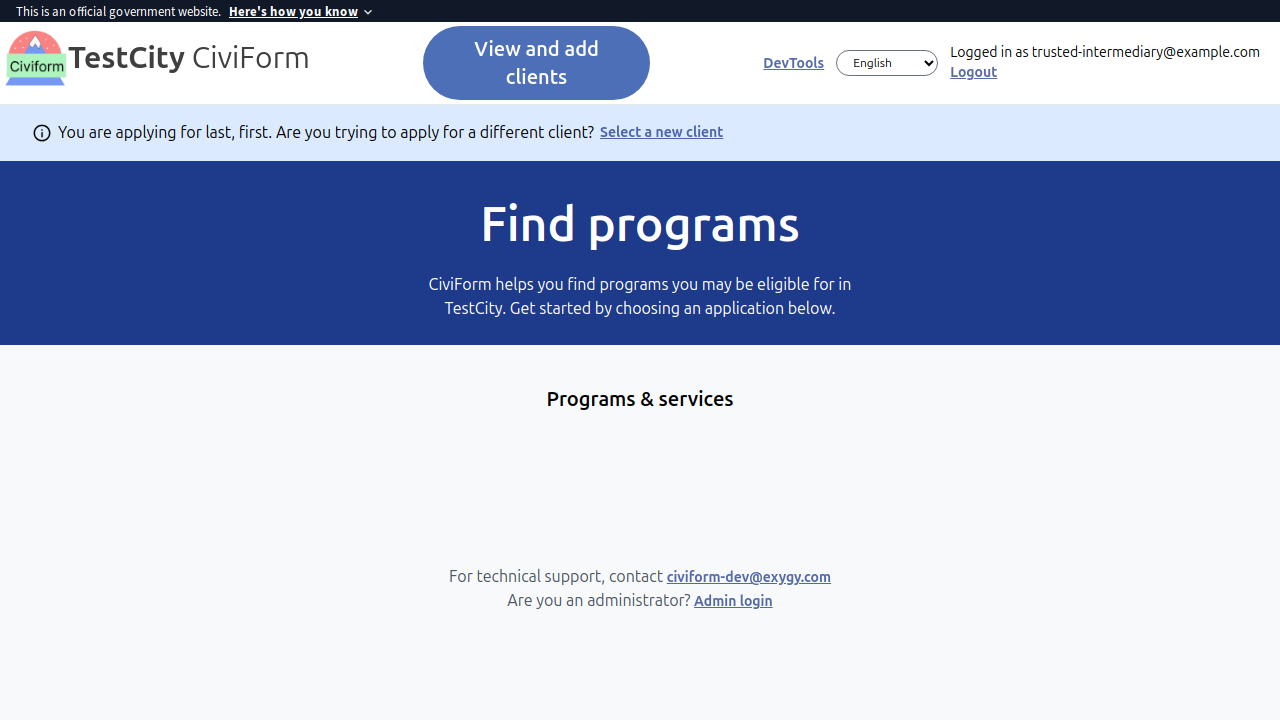 This is an official government website. Here's how you know
Civiform
TestCity CiviForm
View and add
clients
DevTools
English
Logged in as trusted-intermediary@example.com
Logout
You are applying for last, first. Are you trying to apply for a different client? Select a new client
Find programs
CiviForm helps you find programs you may be eligible for in
TestCity. Get started by choosing an application below.
Programs & services
For technical support, contact civiform-dev@exygy.com
Are you an administrator? Admin login